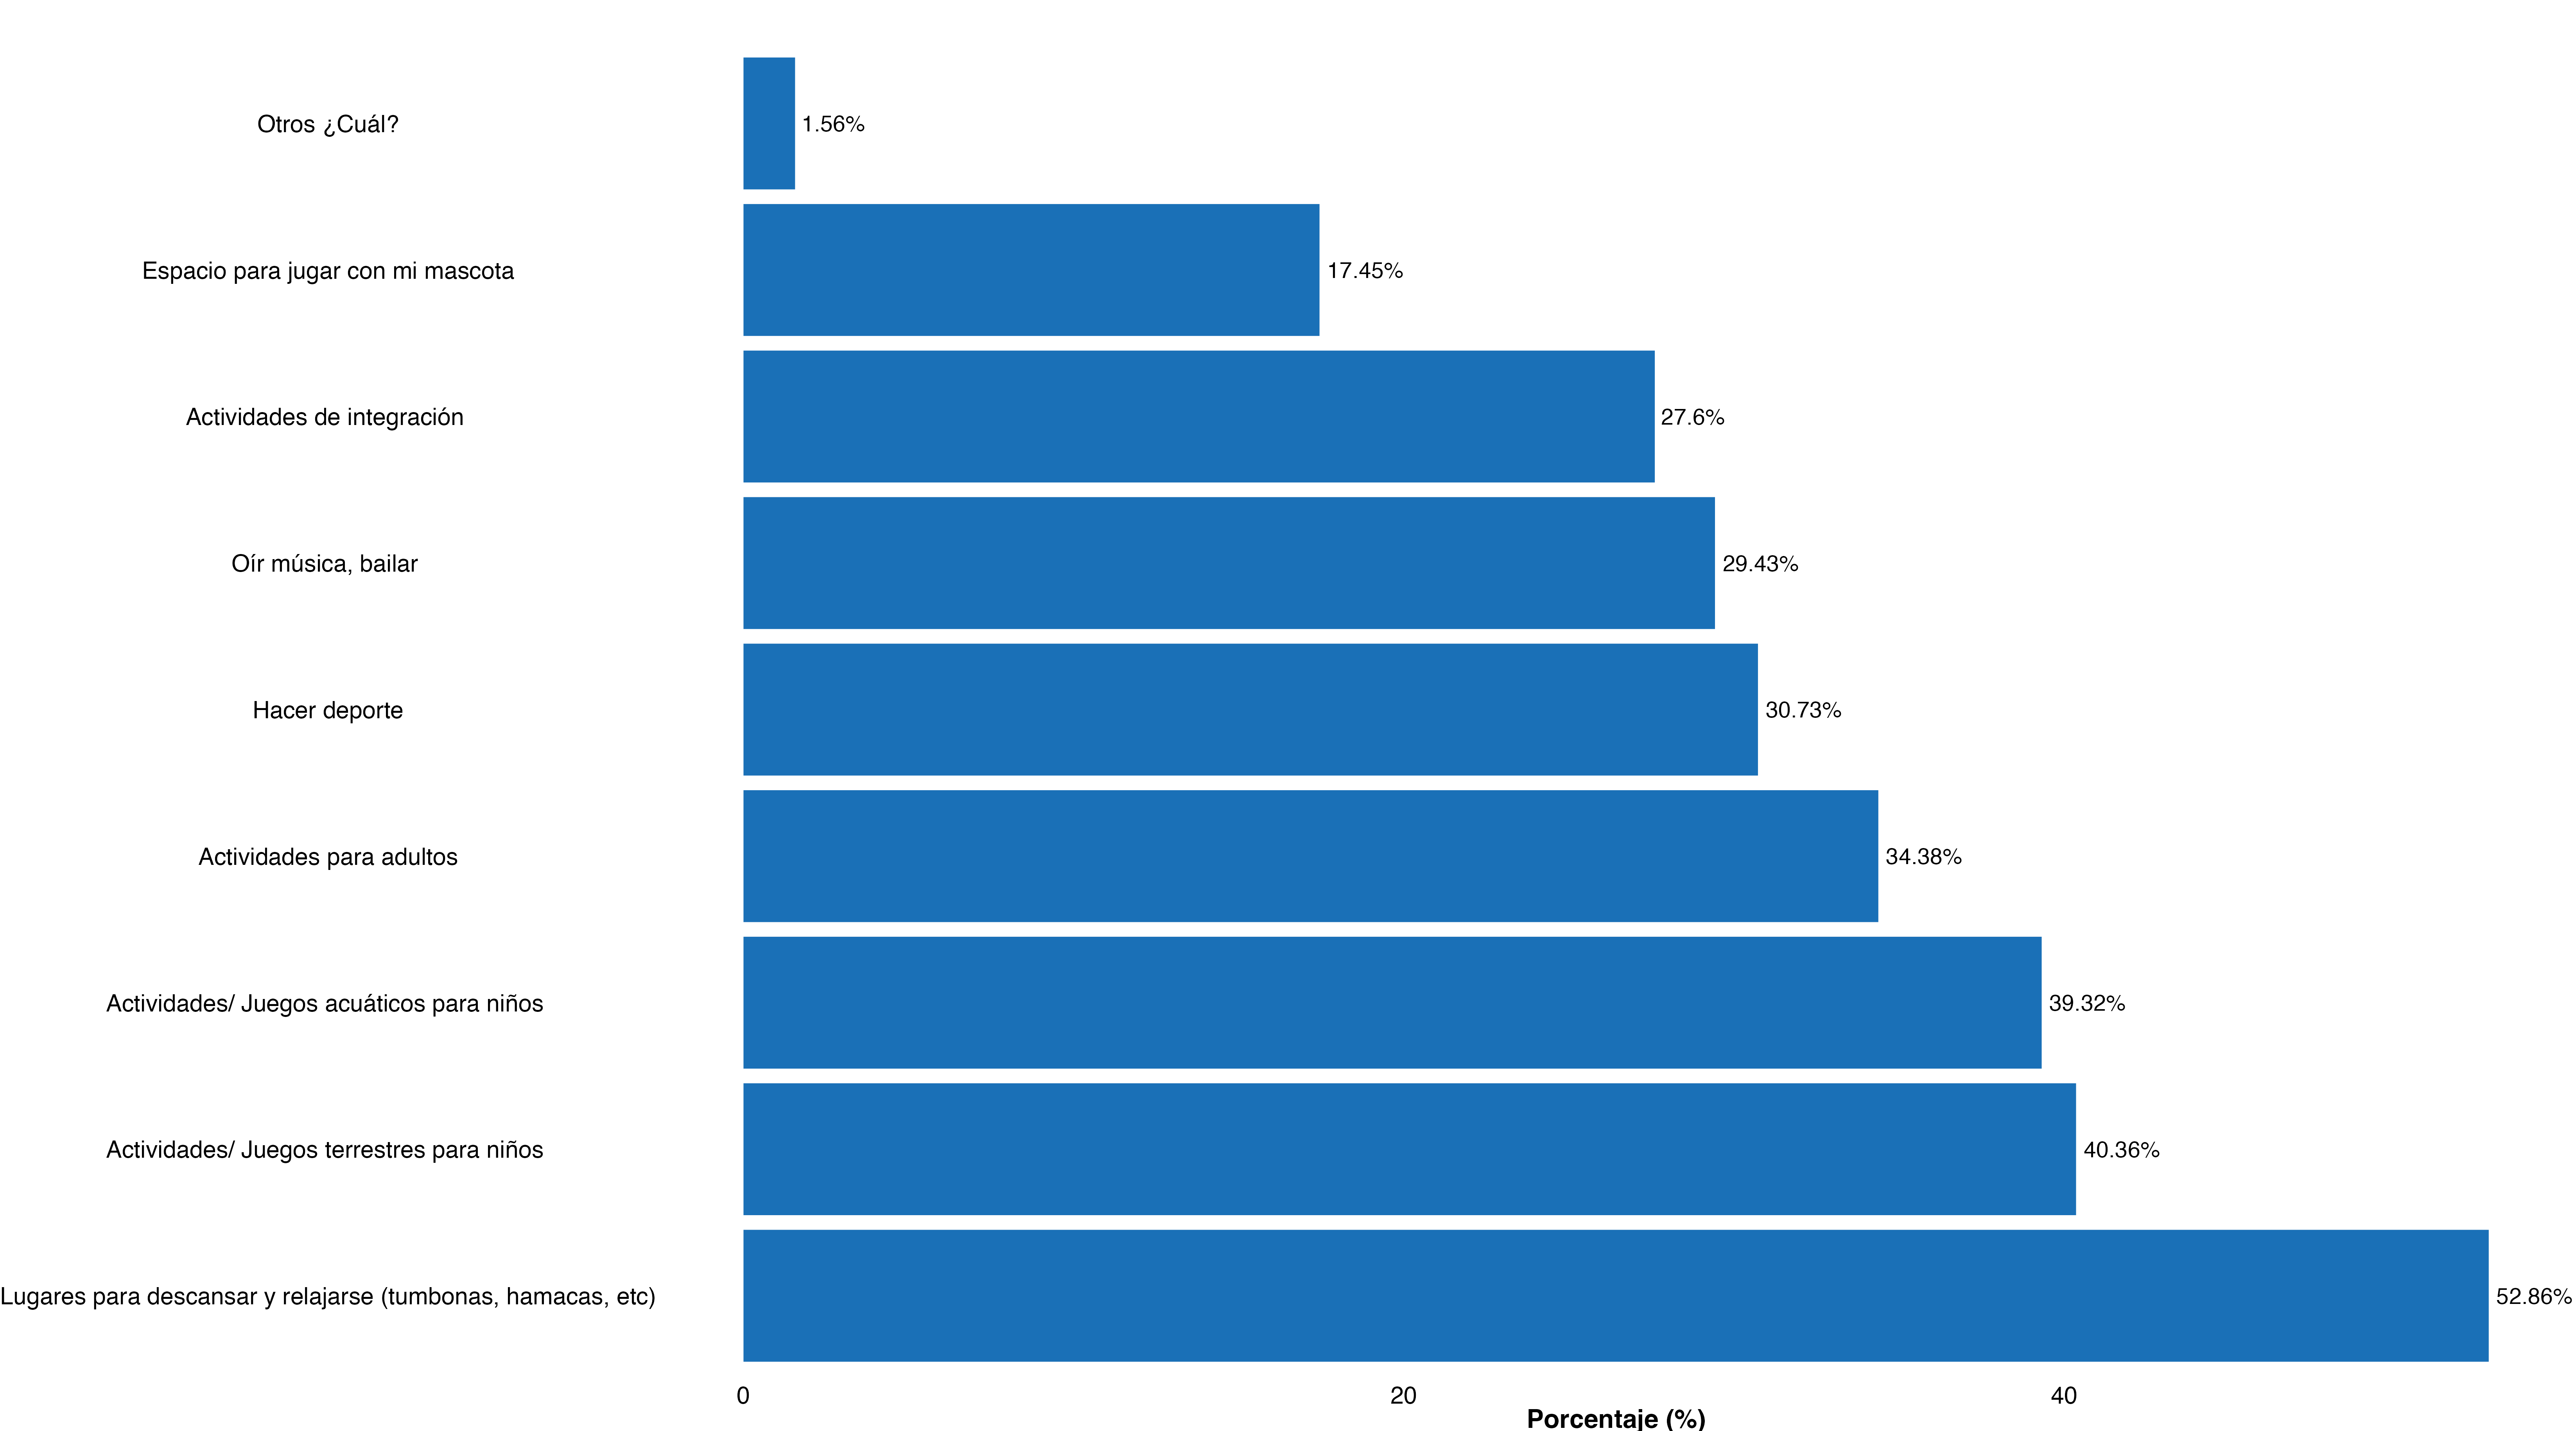 Otros ¿Cuál?
1.56%
Espacio para jugar con mi mascota
17.45%
Actividades de integración
27.6%
Oír música, bailar
29.43%
Hacer deporte
30.73%
Actividades para adultos
34.38%
Actividades/ Juegos acuáticos para niños
39.32%
Actividades/ Juegos terrestres para niños
40.36%
Lugares para descansar y relajarse (tumbonas, hamacas, etc)
52.86%
0 20 40
Porcentaje (%)